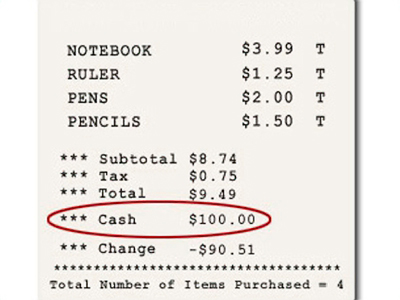 NOTEBOOK $3.99 T
RULER $1.25 T
PENS $2.00 T
PENCILS $1.50 T
*** Subtotal $8.74
*** Tax $0.75
*** Total $9.49
*** Cash $100.00
*** Change -$90.51
************************************
Total Number of Items Purchased = 4